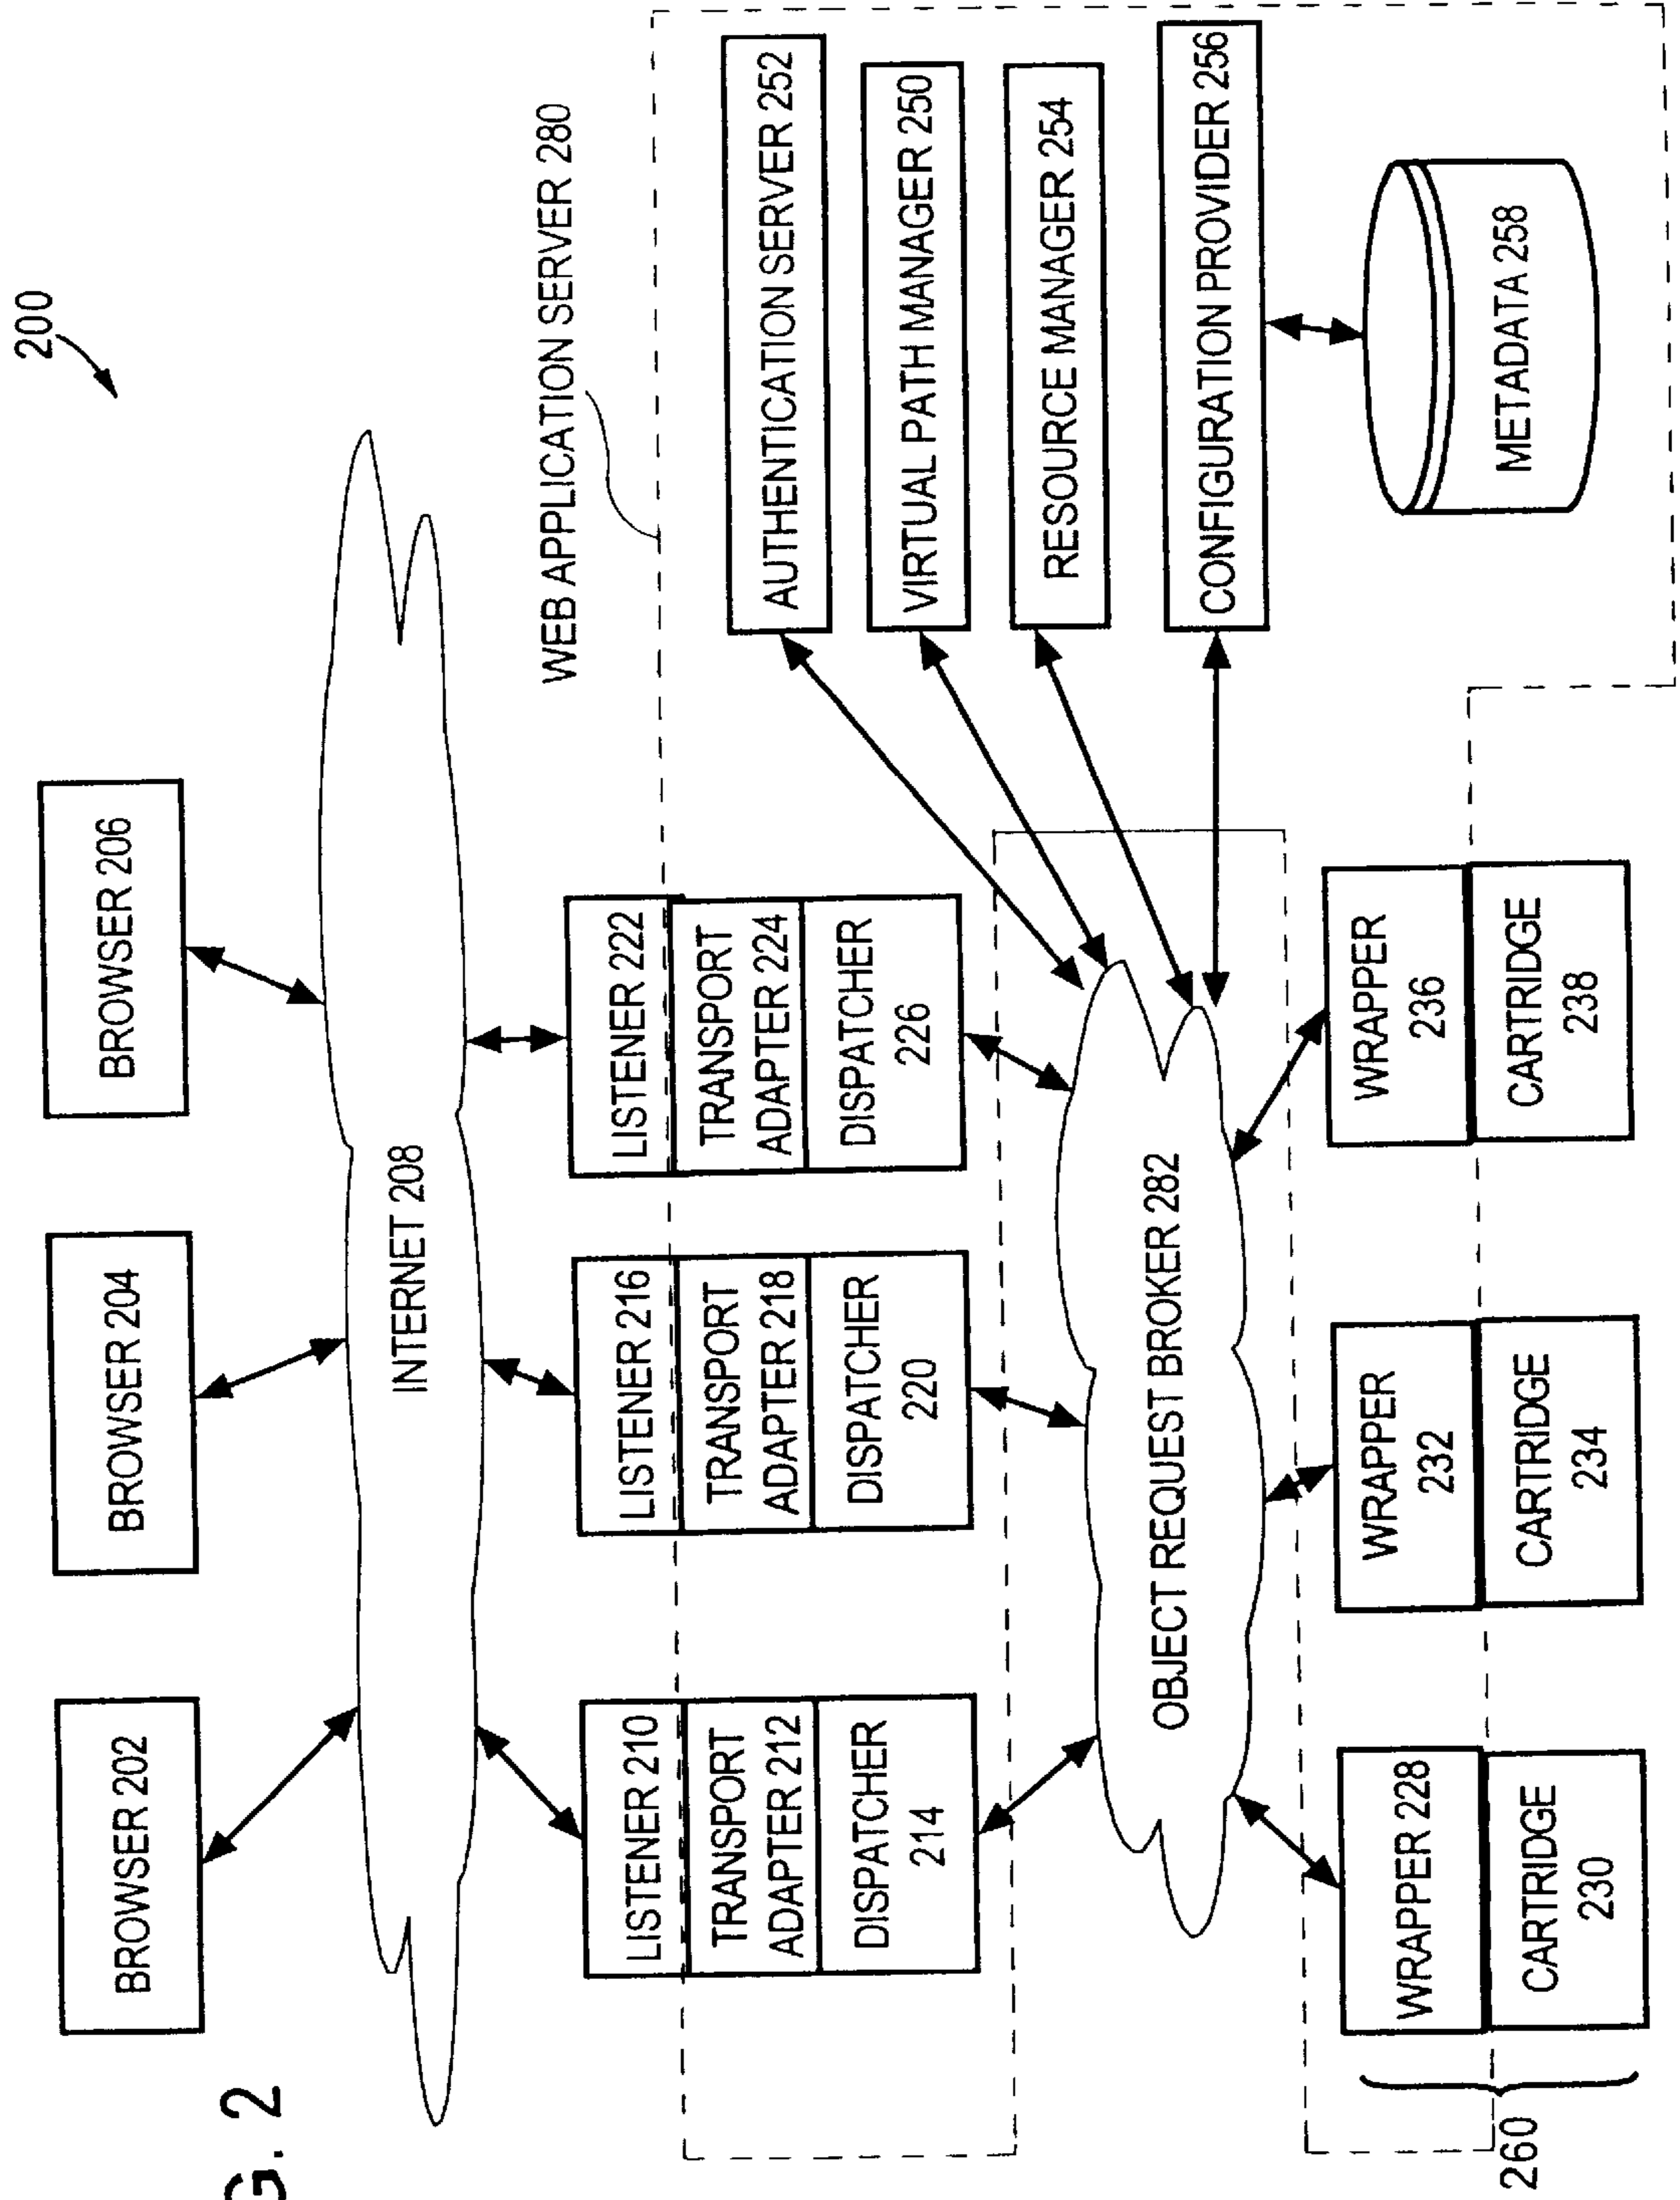 200
BROWSER 202
BROWSER 204
BROWSER 206
INTERNET 208
WEB APPLICATION SERVER 280
LISTENER 210
TRANSPORT
ADAPTER 212
DISPATCHER
214
LISTENER 216
TRANSPORT
ADAPTER 218
DISPATCHER
220
LISTENER 222
TRANSPORT
ADAPTER 224
DISPATCHER
226
AUTHENTICATION SERVER 252
VIRTUAL PATH MANAGER 250
RESOURCE MANAGER 254
CONFIGURATION PROVIDER 256
METADATA 258
OBJECT REQUEST BROKER 282
WRAPPER 228
CARTRIDGE
230
WRAPPER
232
CARTRIDGE
234
WRAPPER
236
CARTRIDGE
238
260
G. 2